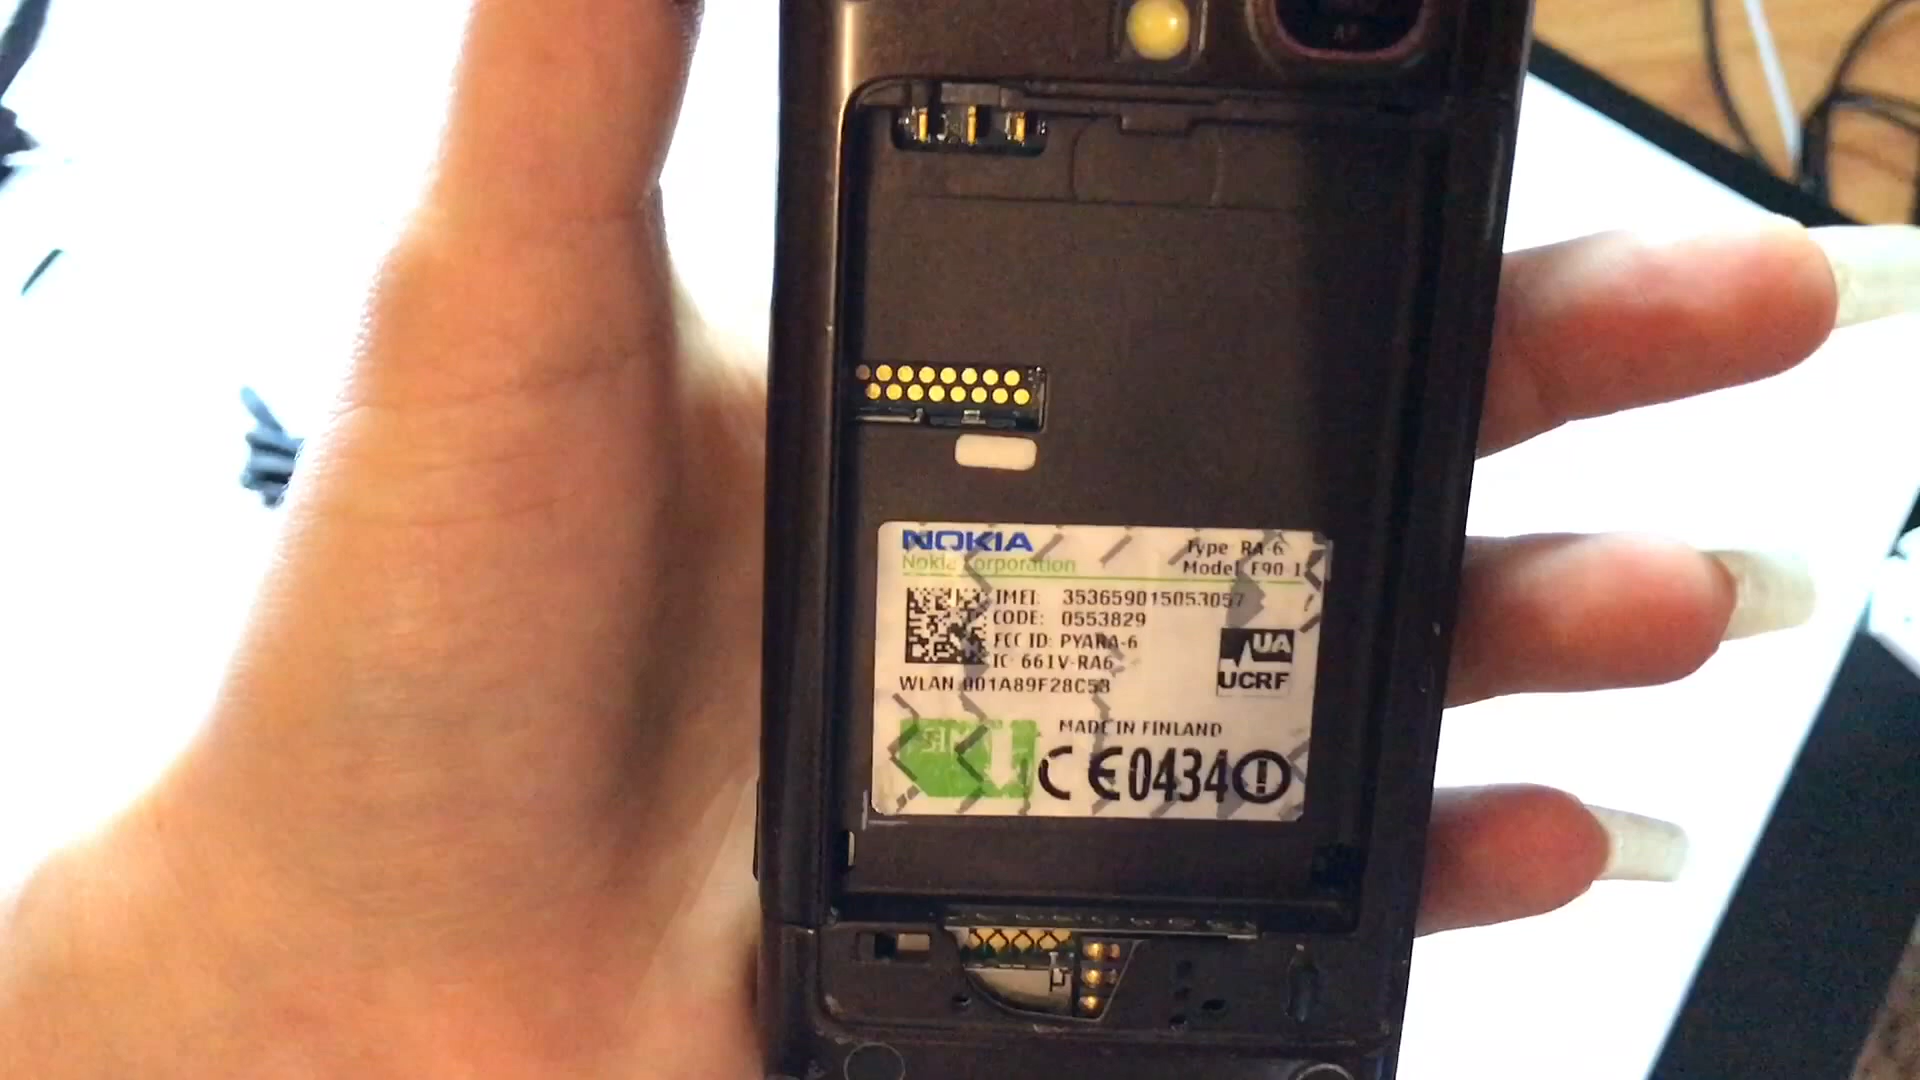 NOKIA
Nokia Corporation
Type RA-6
Model E90-1
IMEI: 353659015053057
CODE: 0553829
FCC ID: PYARA-6
IC: 661V-RA6
WLAN 001A89F28C53
UA
UCRF
MADE IN FINLAND
CE0434